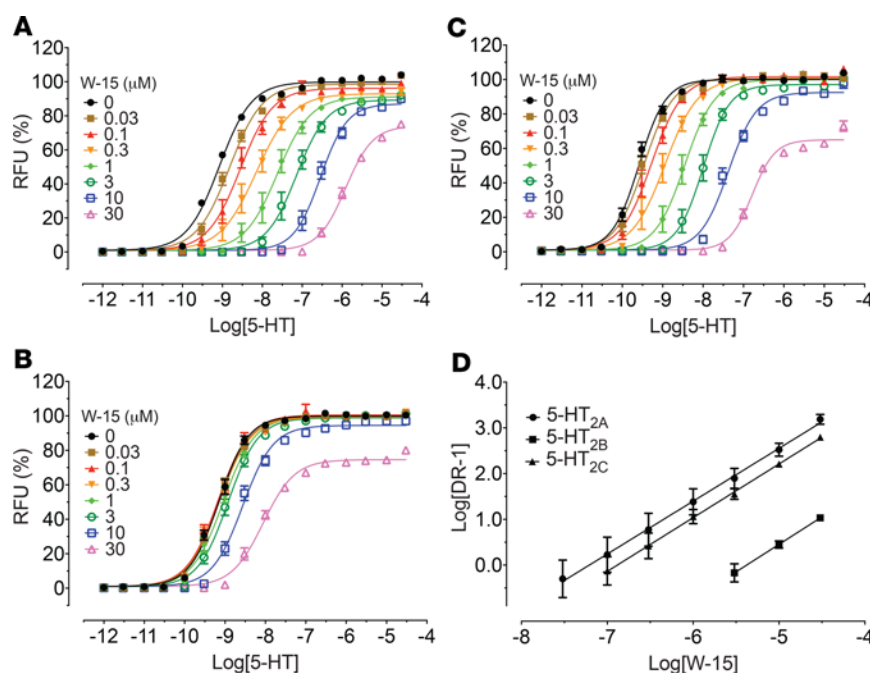 A
120
100
80
60
40
20
0
RFU (%)
W-15 (μM)
0
0.03
0.1
0.3
1
3
10
30
-12 -11 -10 -9 -8 -7 -6 -5 -4
Log[5-HT]
B
120
100
80
60
40
20
0
RFU (%)
W-15 (μM)
0
0.03
0.1
0.3
1
3
10
30
-12 -11 -10 -9 -8 -7 -6 -5 -4
Log[5-HT]
C
120
100
80
60
40
20
0
RFU (%)
W-15 (μM)
0
0.03
0.1
0.3
1
3
10
30
-12 -11 -10 -9 -8 -7 -6 -5 -4
Log[5-HT]
D
4.0
3.0
2.0
1.0
0.0
Log[DR-1]
5-HT2A
5-HT2B
5-HT2C
-8 -7 -6 -5 -4
Log[W-15]